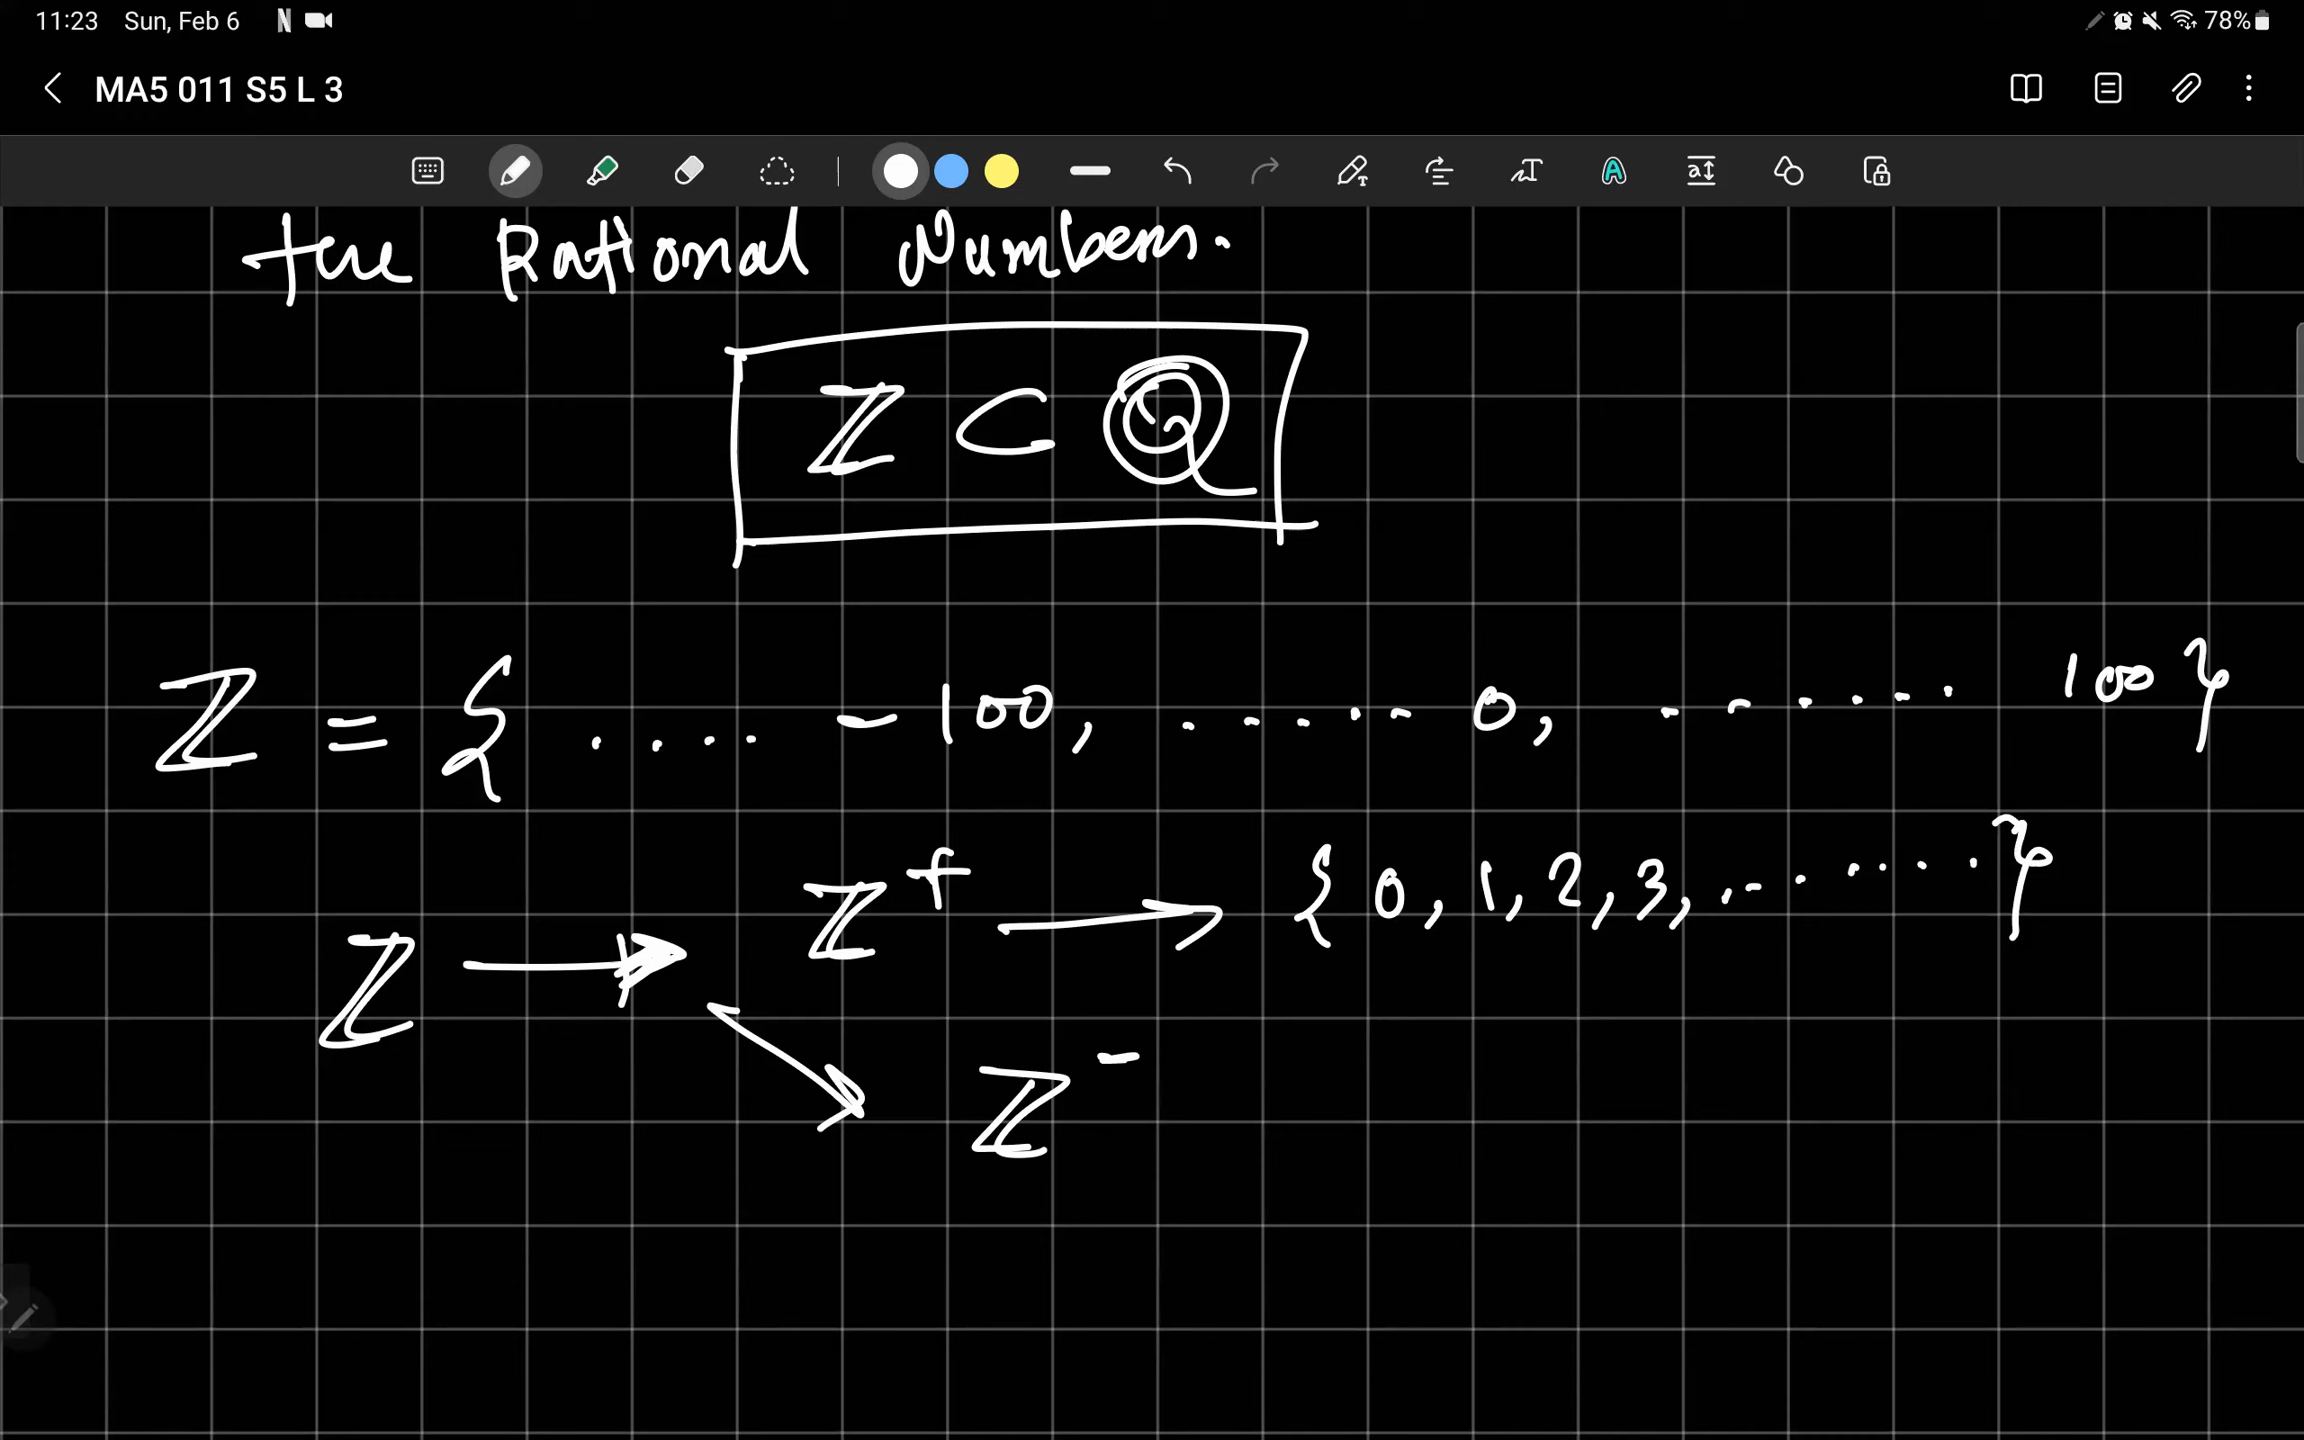 11:23 Sun, Feb 6 N 78%
MA5 011 S5 L 3
the Rational Numbers.
ℤ ⊂ ℚ
ℤ = { .... -100, ..... 0, ...... 100 }
ℤ⁺ → { 0, 1, 2, 3, ....... }
ℤ →
ℤ⁻